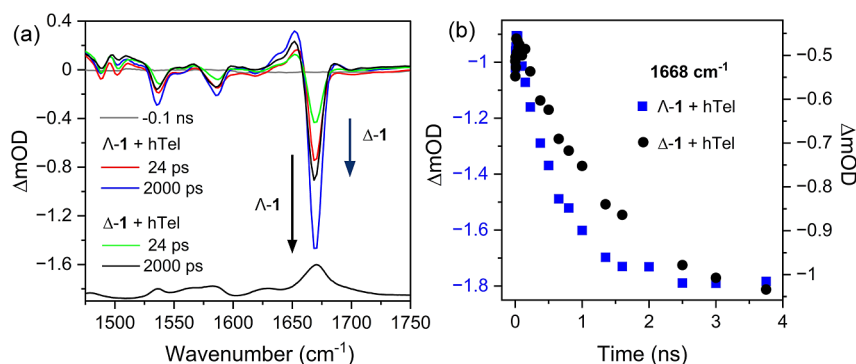 (a)
0.4
0
−0.4
−0.8
−1.2
−1.6
ΔmOD
-0.1 ns
Λ-1 + hTel
24 ps
2000 ps
Δ-1 + hTel
24 ps
2000 ps
Λ-1
Δ-1
1500 1550 1600 1650 1700 1750
Wavenumber (cm-1)
(b)
−1
−1.2
−1.4
−1.6
−1.8
ΔmOD
1668 cm-1
Λ-1 + hTel
Δ-1 + hTel
−0.5
−0.6
−0.7
−0.8
−0.9
−1
ΔmOD
0 1 2 3 4
Time (ns)